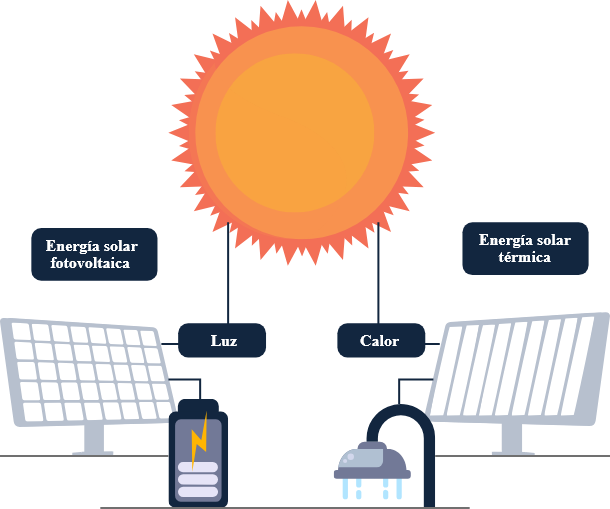 Energía solar
fotovoltaica
Energía solar
térmica
Luz
Calor